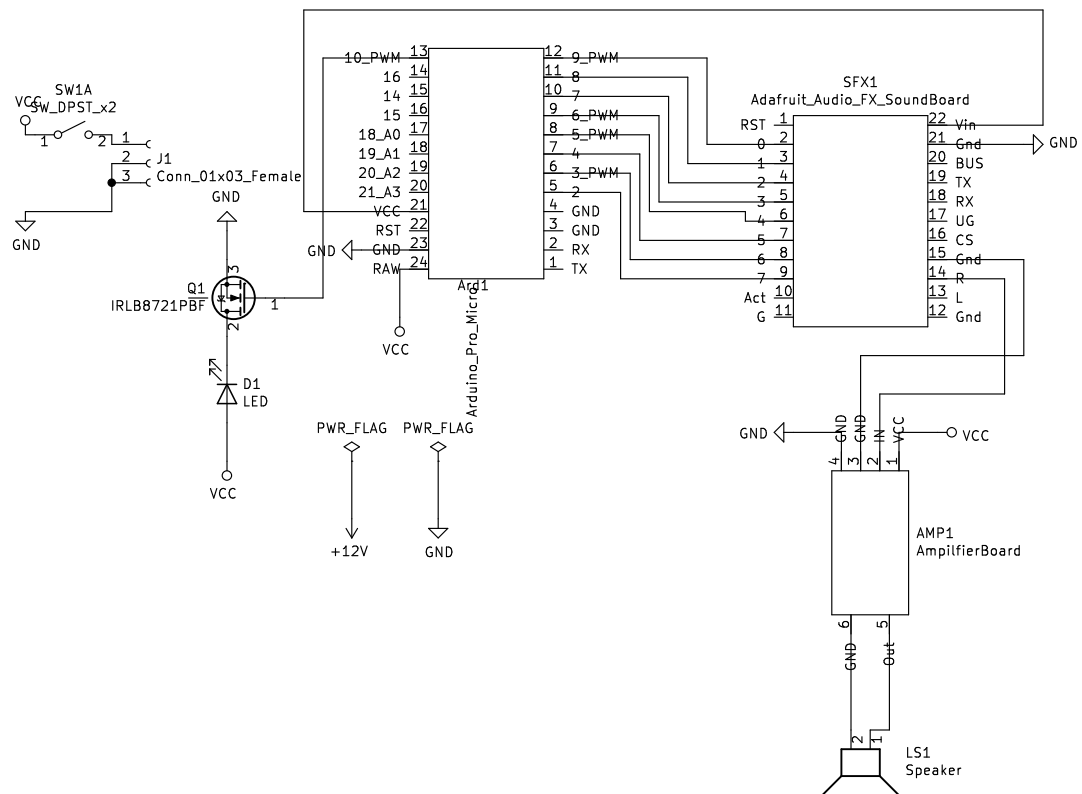 SW1A
VCC
SW_DPST_x2
1
2
1
2
3
J1
Conn_01x03_Female
GND
GND
Q1
IRLB8721PBF
3
1
2
D1
LED
VCC
10_PWM 13
16 14
14 15
15 16
18_A0 17
19_A1 18
20_A2 19
21_A3 20
VCC 21
RST 22
GND GND 23
RAW 24
VCC
12 9_PWM
11 8
10 7
9 6_PWM
8 5_PWM
7 4
6 3_PWM
5 2
4 GND
3 GND
2 RX
1 TX
Ard1
Arduino_Pro_Micro
PWR_FLAG
PWR_FLAG
+12V
GND
SFX1
Adafruit_Audio_FX_SoundBoard
RST 1
0 2
1 3
2 4
3 5
4 6
5 7
6 8
7 9
Act 10
G 11
22 Vin
21 Gnd GND
20 BUS
19 TX
18 RX
17 UG
16 CS
15 Gnd
14 R
13 L
12 Gnd
GND
GND
GND
IN
VCC
VCC
4
3
2
1
AMP1
AmpilfierBoard
6
5
GND
Out
2
1
LS1
Speaker